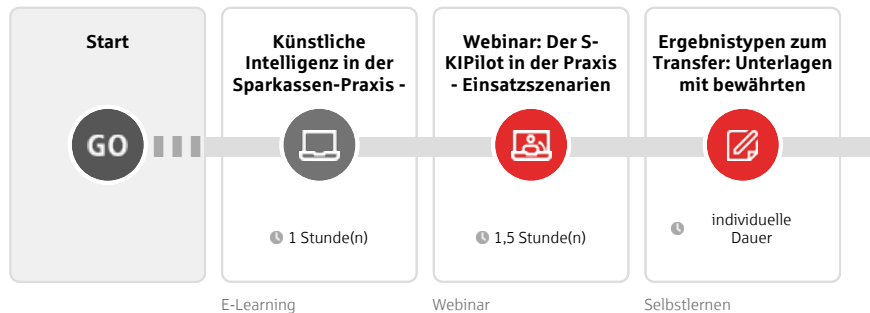 Start
GO
Künstliche
Intelligenz in der
Sparkassen-Praxis -
1 Stunde(n)
E-Learning
Webinar: Der S-
KIPilot in der Praxis
- Einsatzszenarien
1,5 Stunde(n)
Webinar
Ergebnistypen zum
Transfer: Unterlagen
mit bewährten
individuelle
Dauer
Selbstlernen